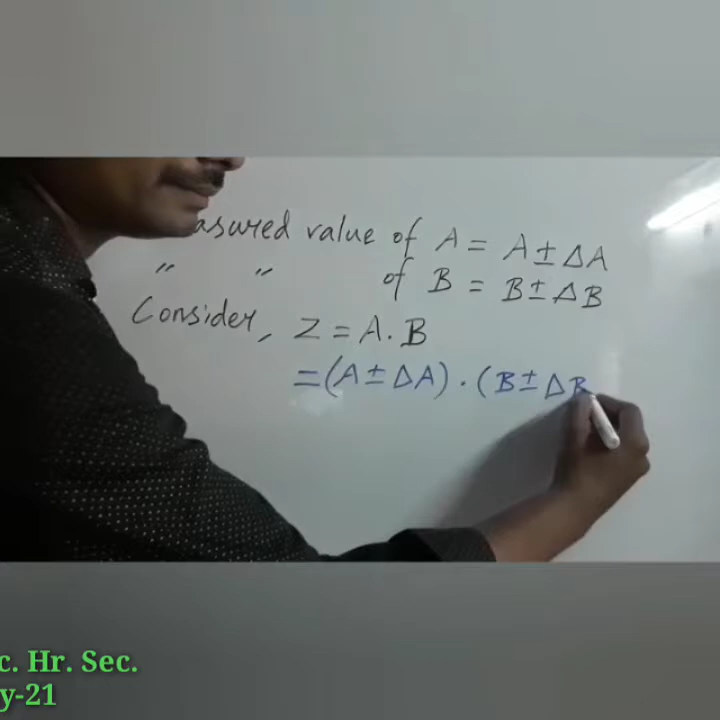 asured value of A = A ± ΔA
" " of B = B ± ΔB
Consider, Z = A . B
= (A ± ΔA) . (B ± ΔB
c. Hr. Sec.
y-21